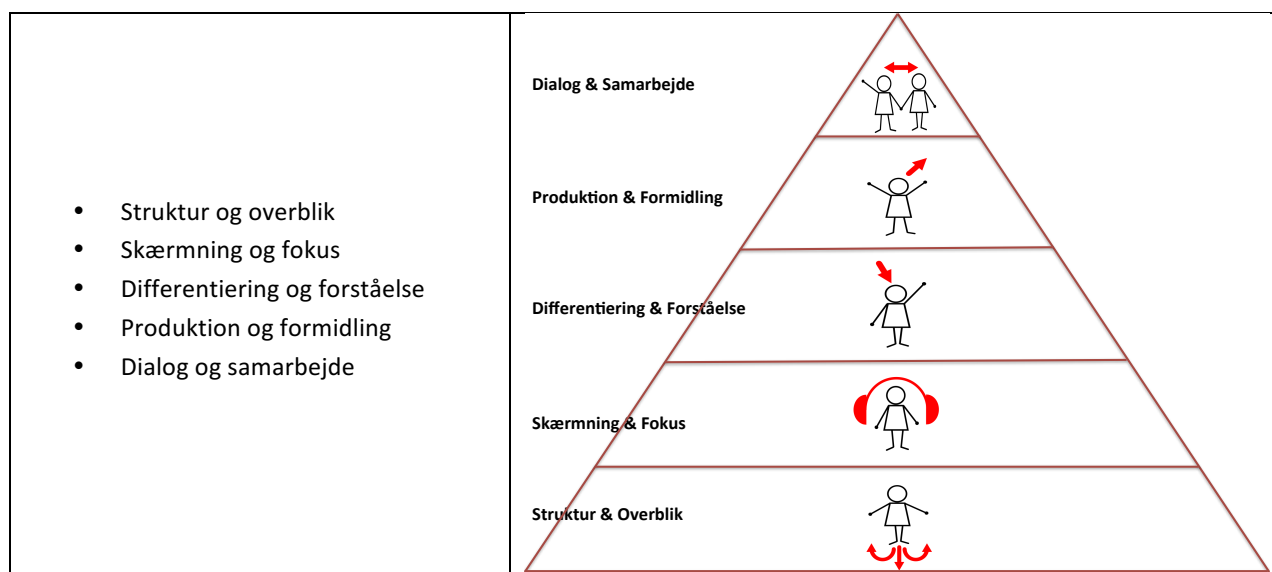 • Struktur og overblik
• Skærmning og fokus
• Differentiering og forståelse
• Produktion og formidling
• Dialog og samarbejde
Dialog & Samarbejde
Produktion & Formidling
Differentiering & Forståelse
Skærmning & Fokus
Struktur & Overblik